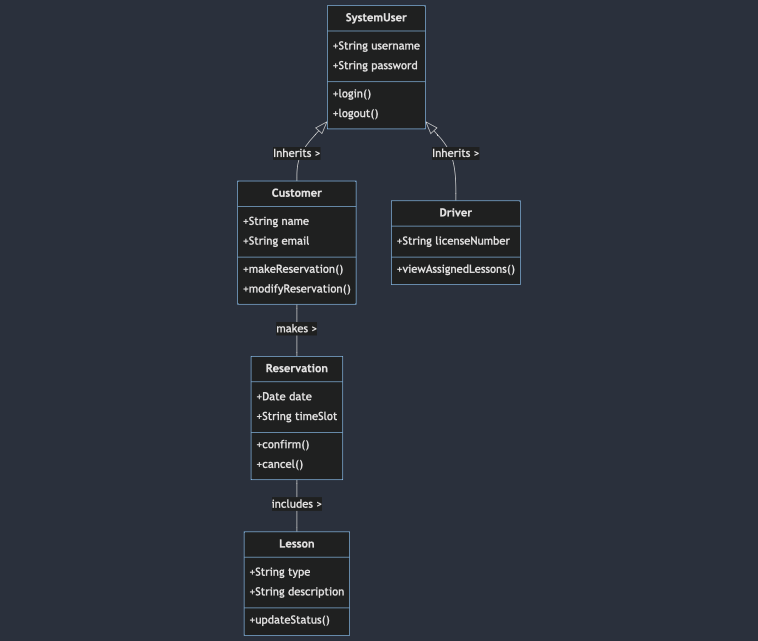 SystemUser
+String username
+String password
+login()
+logout()
Inherits >
Inherits >
Customer
+String name
+String email
+makeReservation()
+modifyReservation()
Driver
+String licenseNumber
+viewAssignedLessons()
makes >
Reservation
+Date date
+String timeSlot
+confirm()
+cancel()
includes >
Lesson
+String type
+String description
+updateStatus()